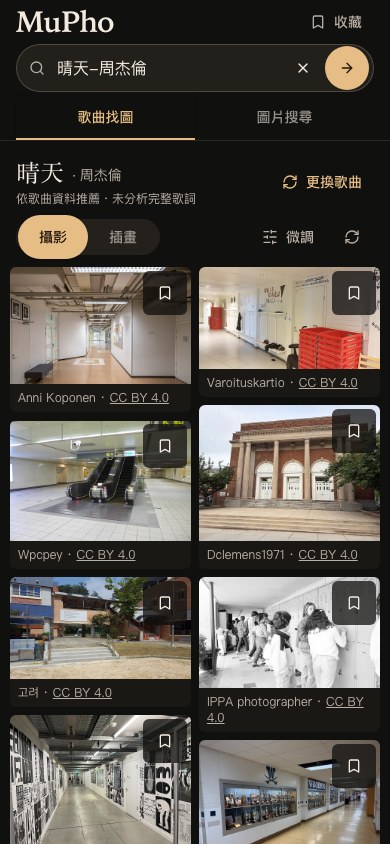 MuPho
收藏
晴天–周杰倫
歌曲找圖
圖片搜尋
晴天 · 周杰倫
更換歌曲
依歌曲資料推薦 · 未分析完整歌詞
攝影
插畫
微調
Anni Koponen · CC BY 4.0
Varoituskartio · CC BY 4.0
Wpcpey · CC BY 4.0
Dclemens1971 · CC BY 4.0
고려 · CC BY 4.0
IPPA photographer · CC BY
4.0